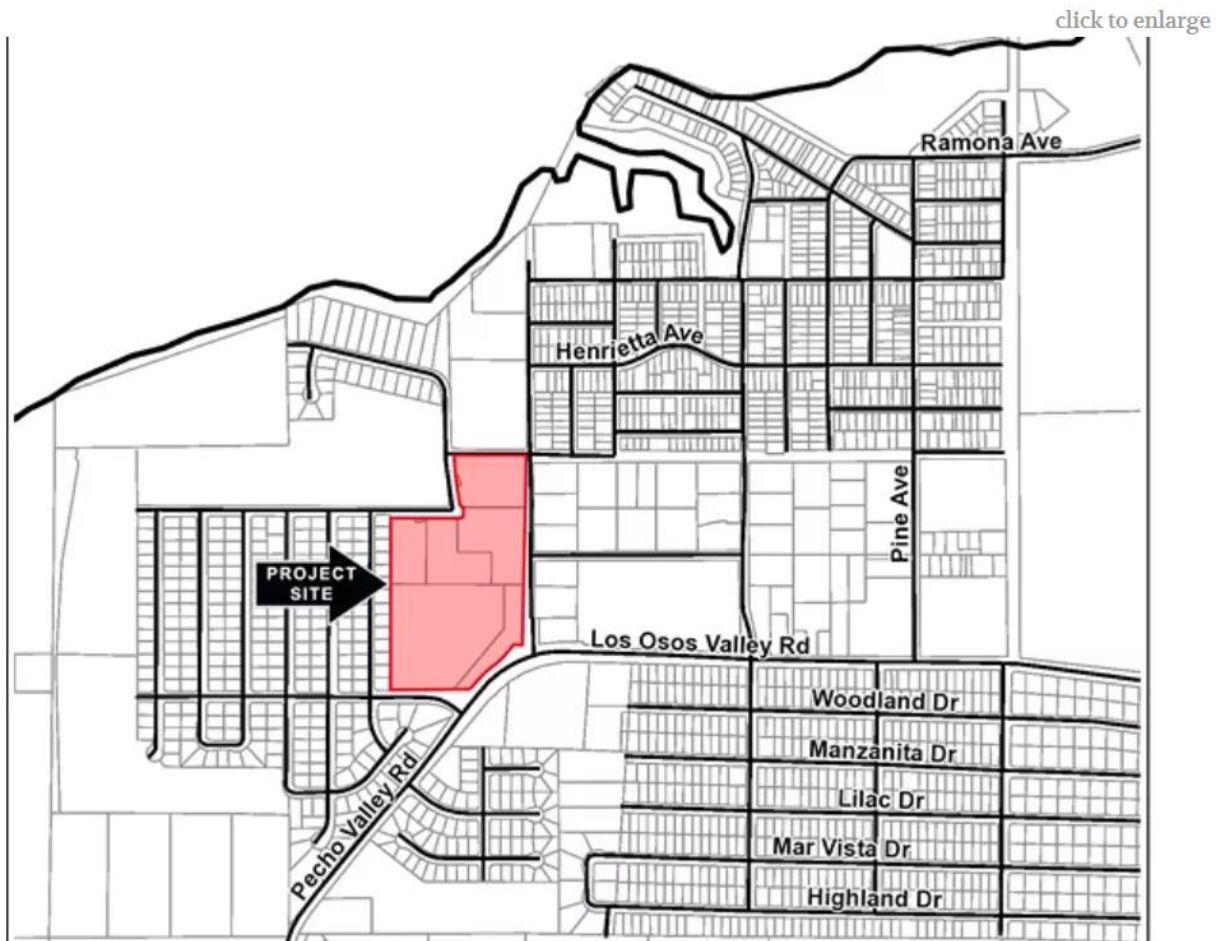 click to enlarge
Ramona Ave
Henrietta Ave
Pine Ave
PROJECT
SITE
Los Osos Valley Rd
Woodland Dr
Manzanita Dr
Pecho Valley Rd
Lilac Dr
Mar Vista Dr
Highland Dr